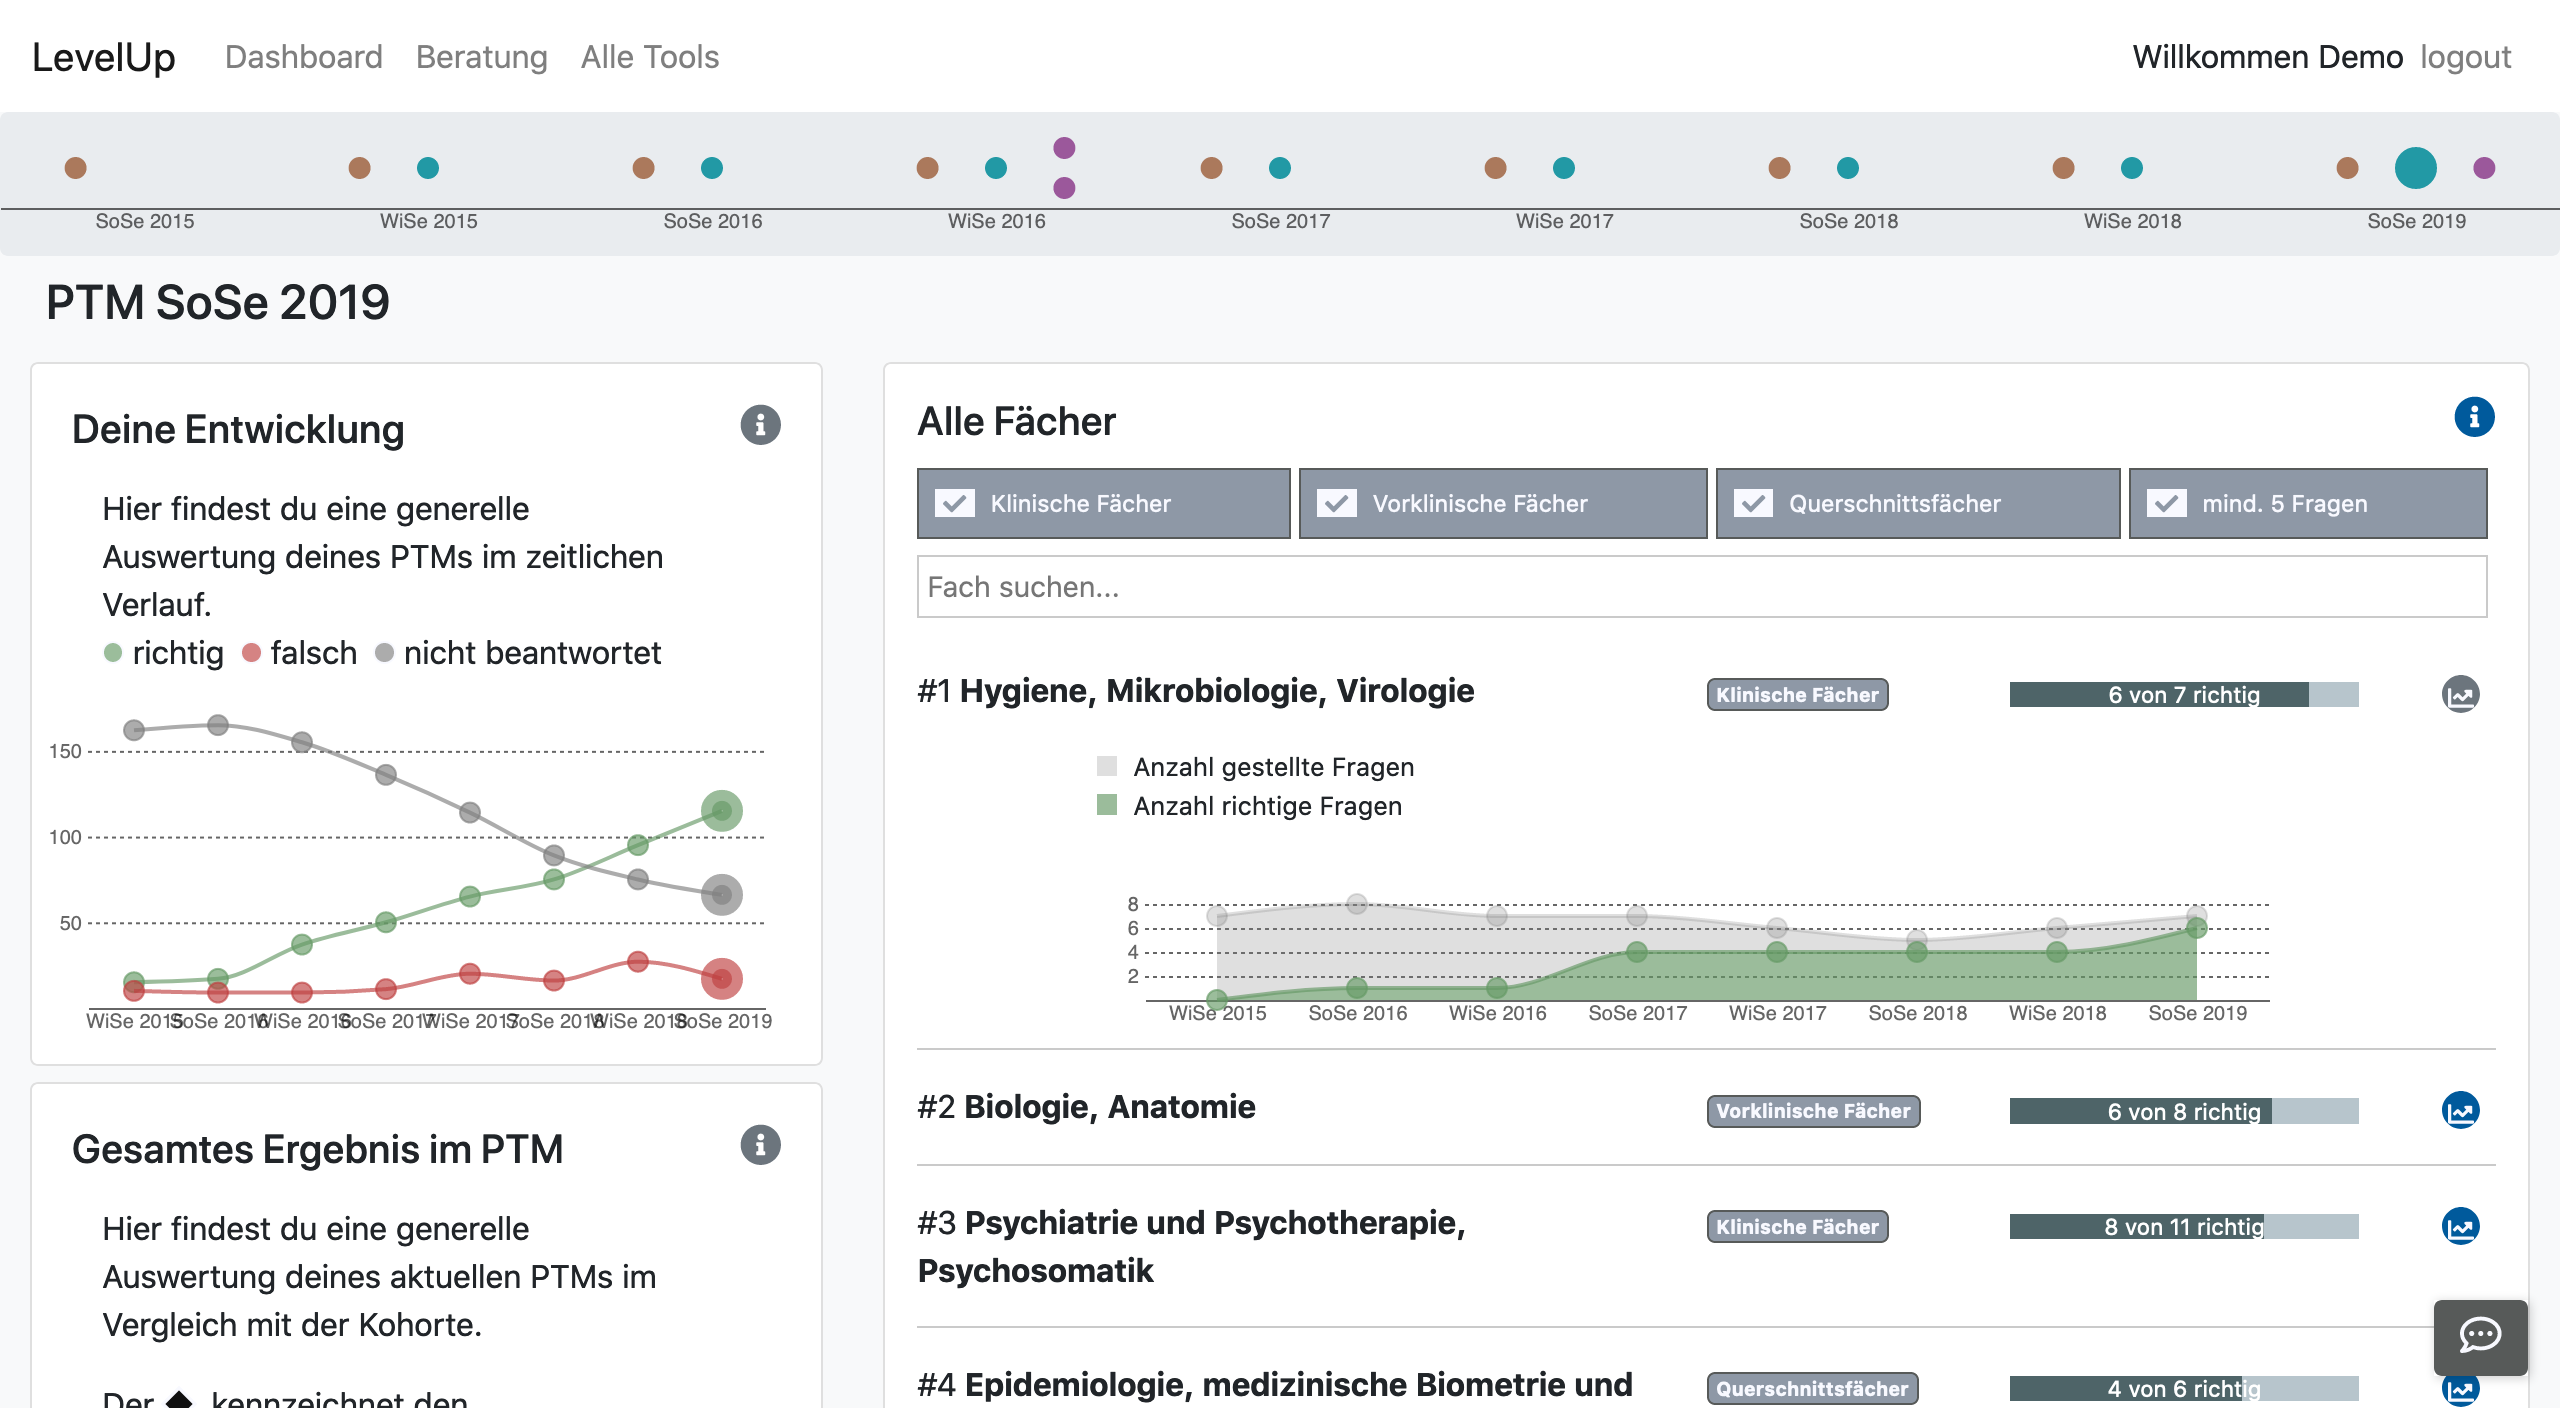 LevelUp Dashboard Beratung Alle Tools Willkommen Demo logout
SoSe 2015 WiSe 2015 SoSe 2016 WiSe 2016 SoSe 2017 WiSe 2017 SoSe 2018 WiSe 2018 SoSe 2019
PTM SoSe 2019
Deine Entwicklung
Hier findest du eine generelle
Auswertung deines PTMs im zeitlichen
Verlauf.
richtig falsch nicht beantwortet
150
100
50
WiSe 2015 SoSe 2016 WiSe 2016 SoSe 2017 WiSe 2017 SoSe 2018 WiSe 2018 SoSe 2019
Gesamtes Ergebnis im PTM
Hier findest du eine generelle
Auswertung deines aktuellen PTMs im
Vergleich mit der Kohorte.
Der kennzeichnet den
Alle Fächer
Klinische Fächer Vorklinische Fächer Querschnittsfächer mind. 5 Fragen
Fach suchen...
#1 Hygiene, Mikrobiologie, Virologie Klinische Fächer 6 von 7 richtig
Anzahl gestellte Fragen
Anzahl richtige Fragen
8
6
4
2
WiSe 2015 SoSe 2016 WiSe 2016 SoSe 2017 WiSe 2017 SoSe 2018 WiSe 2018 SoSe 2019
#2 Biologie, Anatomie Vorklinische Fächer 6 von 8 richtig
#3 Psychiatrie und Psychotherapie, Klinische Fächer 8 von 11 richtig
Psychosomatik
#4 Epidemiologie, medizinische Biometrie und Querschnittsfächer 4 von 6 richtig